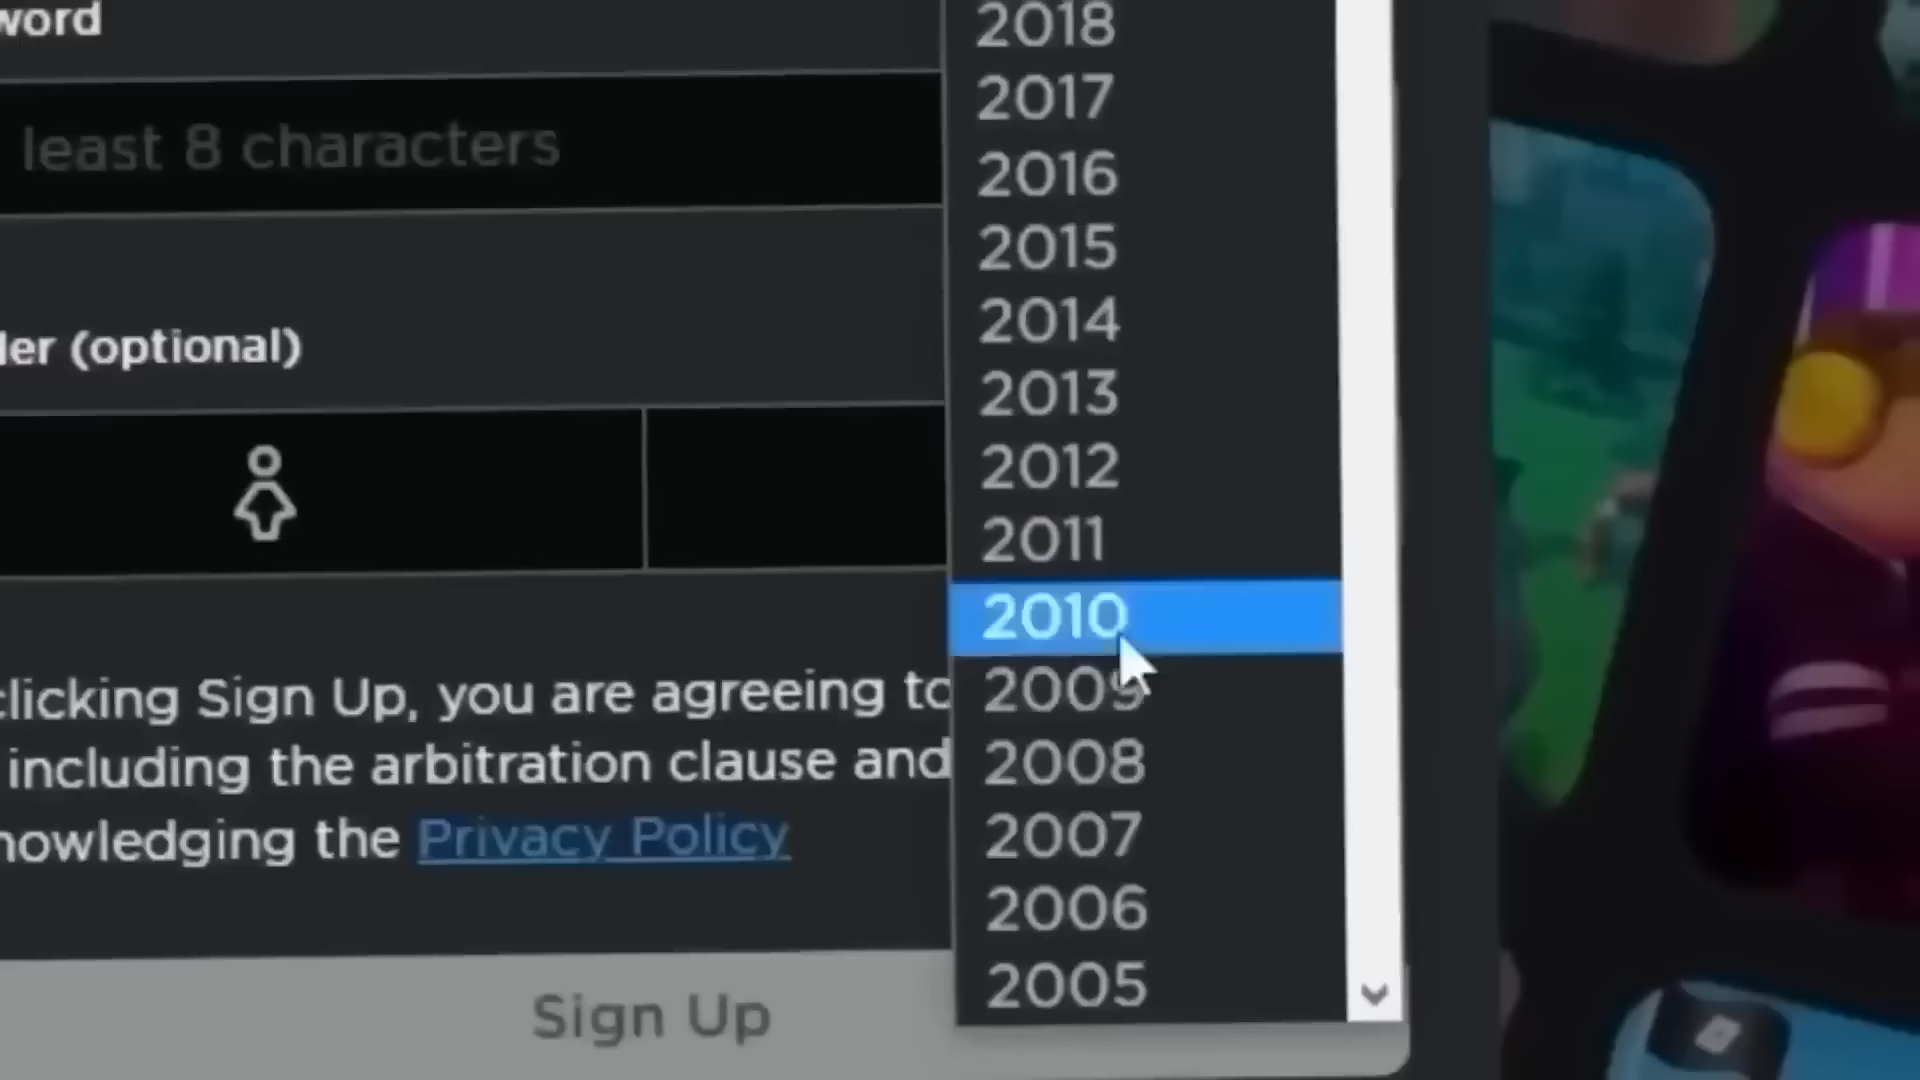 word
least 8 characters
der (optional)
clicking Sign Up, you are agreeing to
including the arbitration clause and
nowledging the Privacy Policy
Sign Up
2018
2017
2016
2015
2014
2013
2012
2011
2010
2009
2008
2007
2006
2005